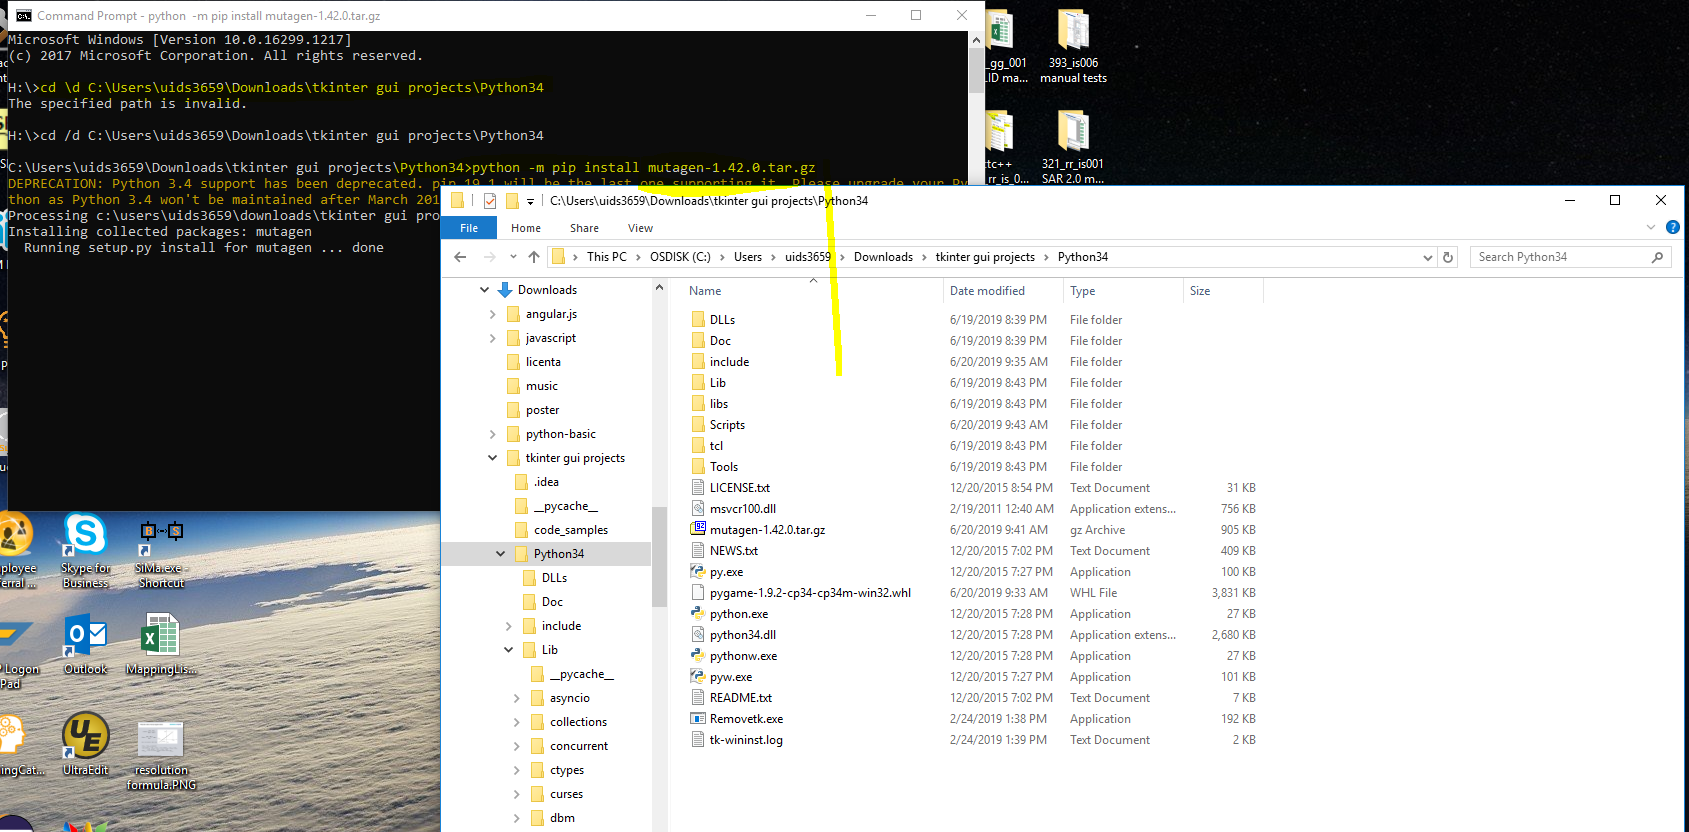 Command Prompt - python  -m pip install mutagen-1.42.0.tar.gz
Microsoft Windows [Version 10.0.16299.1217]
(c) 2017 Microsoft Corporation. All rights reserved.
H:\>cd \d C:\Users\uids3659\Downloads\tkinter gui projects\Python34
The specified path is invalid.
H:\>cd /d C:\Users\uids3659\Downloads\tkinter gui projects\Python34
C:\Users\uids3659\Downloads\tkinter gui projects\Python34>python -m pip install mutagen-1.42.0.tar.gz
DEPRECATION: Python 3.4 support has been deprecated. pip 19.1 will be the last one supporting it. Please upgrade your Py
thon as Python 3.4 won't be maintained after March 201
Processing c:\users\uids3659\downloads\tkinter gui pro
Installing collected packages: mutagen
Running setup.py install for mutagen ... done
_gg_001
LID ma...
393_is006
manual tests
ttc++
_rr_is_0...
321_rr_is001
SAR 2.0 m...
C:\Users\uids3659\Downloads\tkinter gui projects\Python34
File
Home
Share
View
This PC
OSDISK (C:)
Users
uids3659
Downloads
tkinter gui projects
Python34
Search Python34
Downloads
angular.js
javascript
licenta
music
poster
python-basic
tkinter gui projects
.idea
__pycache__
code_samples
Python34
DLLs
Doc
include
Lib
__pycache__
asyncio
collections
concurrent
ctypes
curses
dbm
Name Date modified Type Size
DLLs 6/19/2019 8:39 PM File folder
Doc 6/19/2019 8:39 PM File folder
include 6/20/2019 9:35 AM File folder
Lib 6/19/2019 8:43 PM File folder
libs 6/19/2019 8:43 PM File folder
Scripts 6/20/2019 9:43 AM File folder
tcl 6/19/2019 8:43 PM File folder
Tools 6/19/2019 8:43 PM File folder
LICENSE.txt 12/20/2015 8:54 PM Text Document 31 KB
msvcr100.dll 2/19/2011 12:40 AM Application extens... 756 KB
mutagen-1.42.0.tar.gz 6/20/2019 9:41 AM gz Archive 905 KB
NEWS.txt 12/20/2015 7:02 PM Text Document 409 KB
py.exe 12/20/2015 7:27 PM Application 100 KB
pygame-1.9.2-cp34-cp34m-win32.whl 6/20/2019 9:33 AM WHL File 3,831 KB
python.exe 12/20/2015 7:28 PM Application 27 KB
python34.dll 12/20/2015 7:28 PM Application extens... 2,680 KB
pythonw.exe 12/20/2015 7:28 PM Application 27 KB
pyw.exe 12/20/2015 7:27 PM Application 101 KB
README.txt 12/20/2015 7:02 PM Text Document 7 KB
Removetk.exe 2/24/2019 1:38 PM Application 192 KB
tk-wininst.log 2/24/2019 1:39 PM Text Document 2 KB
ployee
ferral ...
Skype for
Business
SiMa.exe -
Shortcut
Logon
Pad
Outlook
MappingLis...
ingCat...
UltraEdit
resolution
formula.PNG